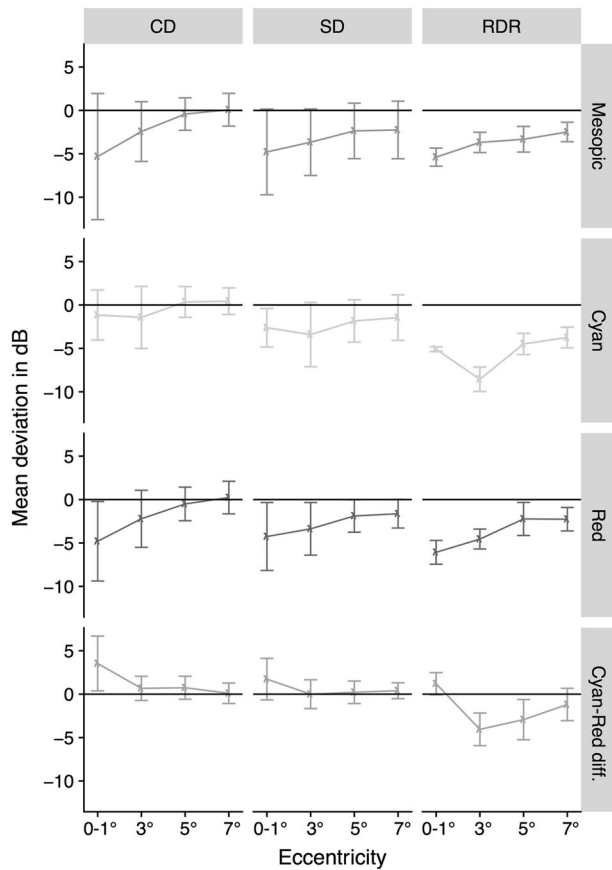 CD SD RDR
5
0
−5
−10
Mesopic
5
0
−5
−10
Cyan
5
0
−5
−10
Red
5
0
−5
−10
Cyan-Red diff.
Mean deviation in dB
0-1° 3° 5° 7° 0-1° 3° 5° 7° 0-1° 3° 5° 7°
Eccentricity